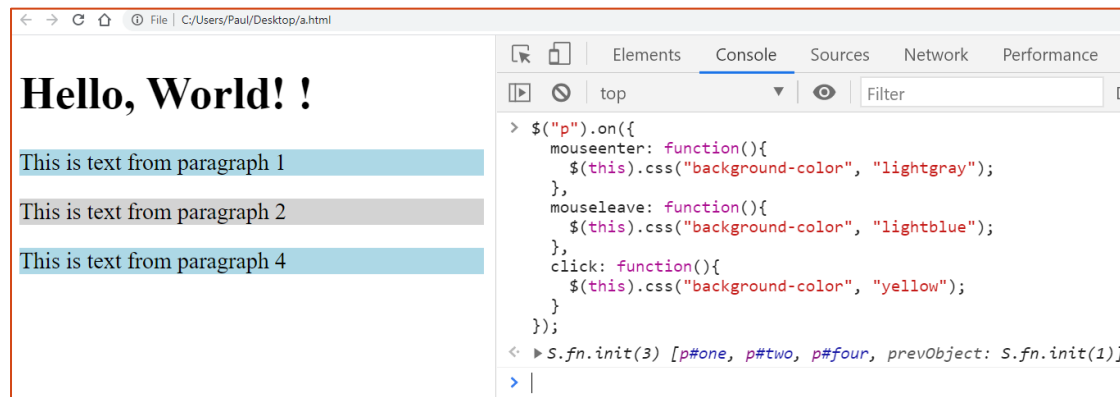 File | C:/Users/Paul/Desktop/a.html
Hello, World! !
This is text from paragraph 1
This is text from paragraph 2
This is text from paragraph 4
Elements Console Sources Network Performance
top Filter
> $("p").on({
mouseenter: function(){
$(this).css("background-color", "lightgray");
},
mouseleave: function(){
$(this).css("background-color", "lightblue");
},
click: function(){
$(this).css("background-color", "yellow");
}
});
S.fn.init(3) [p#one, p#two, p#four, prevObject: S.fn.init(1)]
>